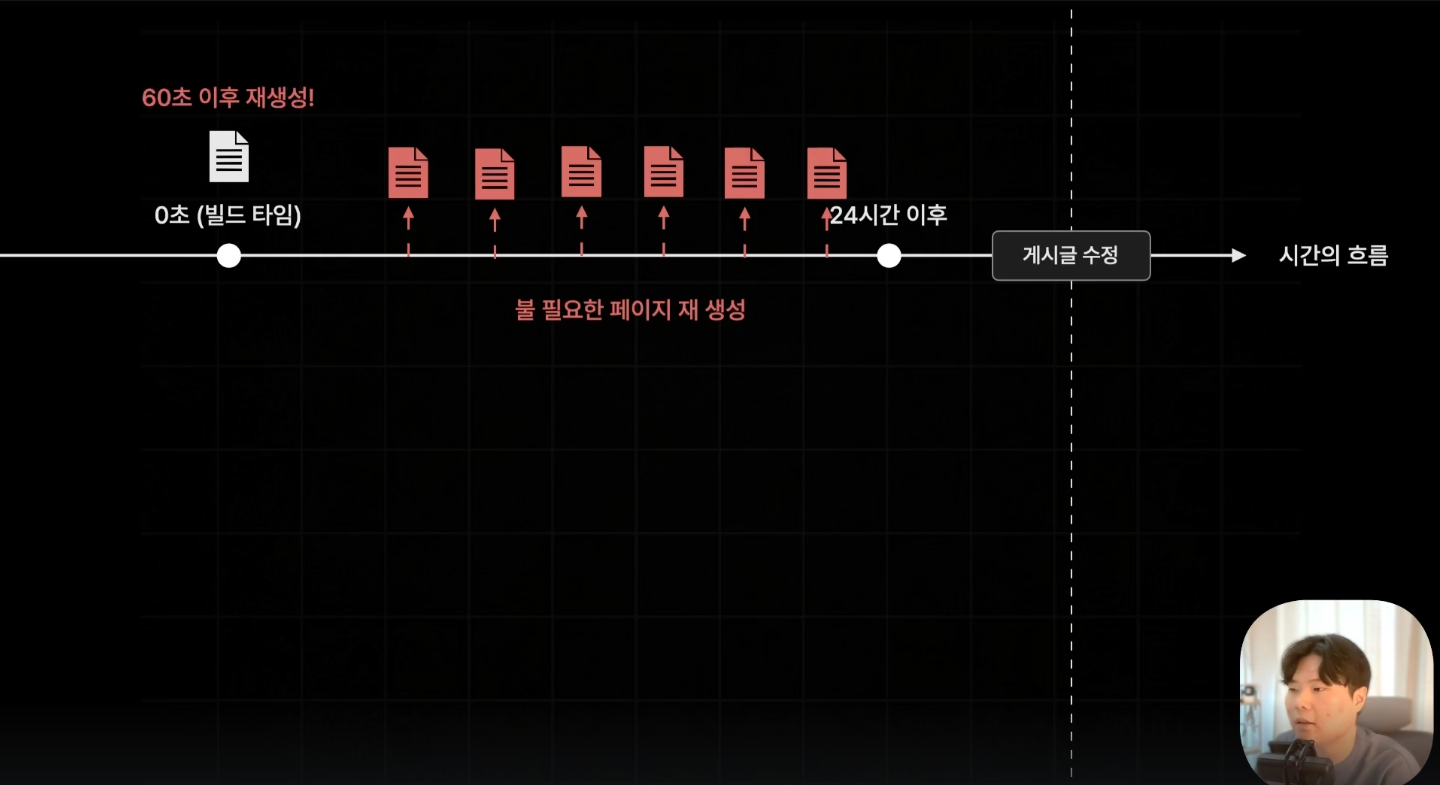 60초 이후 재생성!
0초 (빌드 타임)
24시간 이후
게시글 수정
시간의 흐름
불 필요한 페이지 재 생성